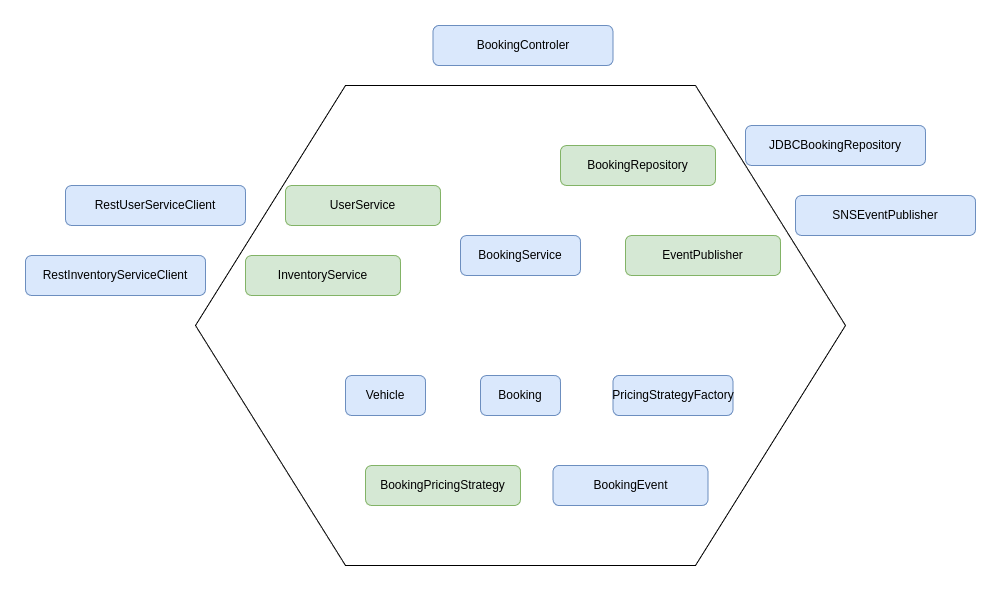 BookingControler
JDBCBookingRepository
BookingRepository
RestUserServiceClient
UserService
SNSEventPublisher
BookingService
EventPublisher
RestInventoryServiceClient
InventoryService
Vehicle
Booking
PricingStrategyFactory
BookingPricingStrategy
BookingEvent